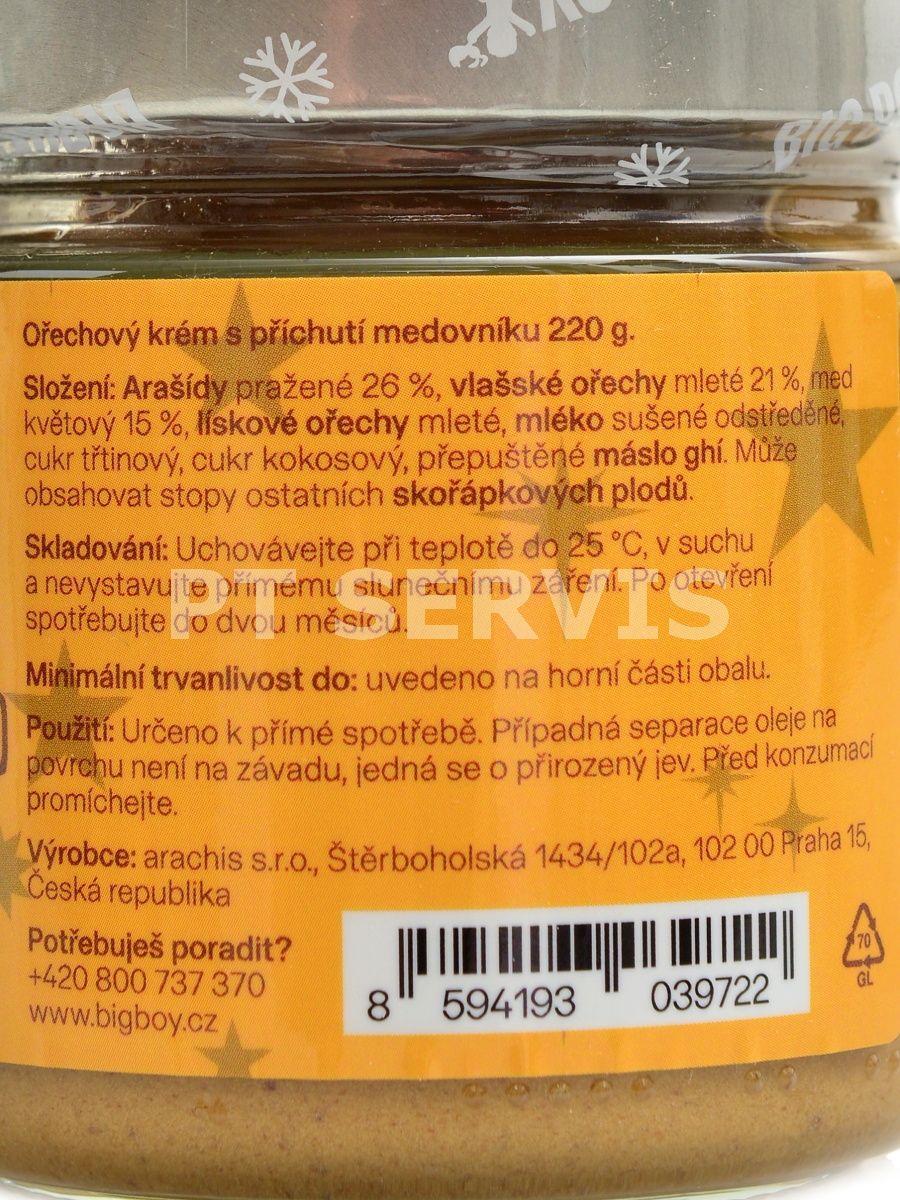 Ořechový krém s příchutí medovníku 220 g.
Složení: Arašídy pražené 26 %, vlašské ořechy mleté 21 %, med
květový 15 %, lískové ořechy mleté, mléko sušené odstředěné,
cukr třtinový, cukr kokosový, přepuštěné máslo ghí. Může
obsahovat stopy ostatních skořápkových plodů.
Skladování: Uchovávejte při teplotě do 25 °C, v suchu
a nevystavujte přímému slunečnímu záření. Po otevření
spotřebujte do dvou měsíců.
PT SERVIS
Minimální trvanlivost do: uvedeno na horní části obalu.
Použití: Určeno k přímé spotřebě. Případná separace oleje na
povrchu není na závadu, jedná se o přirozený jev. Před konzumací
promíchejte.
Výrobce: arachis s.r.o., Štěrboholská 1434/102a, 102 00 Praha 15,
Česká republika
Potřebuješ poradit?
+420 800 737 370
www.bigboy.cz
8 594193 039722
70
GL